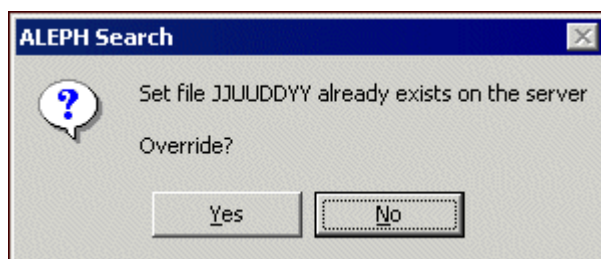 ALEPH Search
Set file JJUUDDYY already exists on the server
Override?
Yes
No